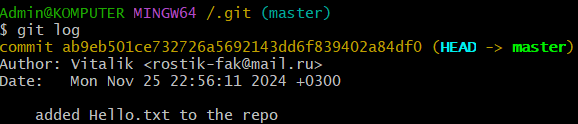 Admin@KOMPUTER MINGW64 /.git (master)
$ git log
commit ab9eb501ce732726a5692143dd6f839402a84df0 (HEAD -> master)
Author: Vitalik <rostik-fak@mail.ru>
Date:   Mon Nov 25 22:56:11 2024 +0300

    added Hello.txt to the repo